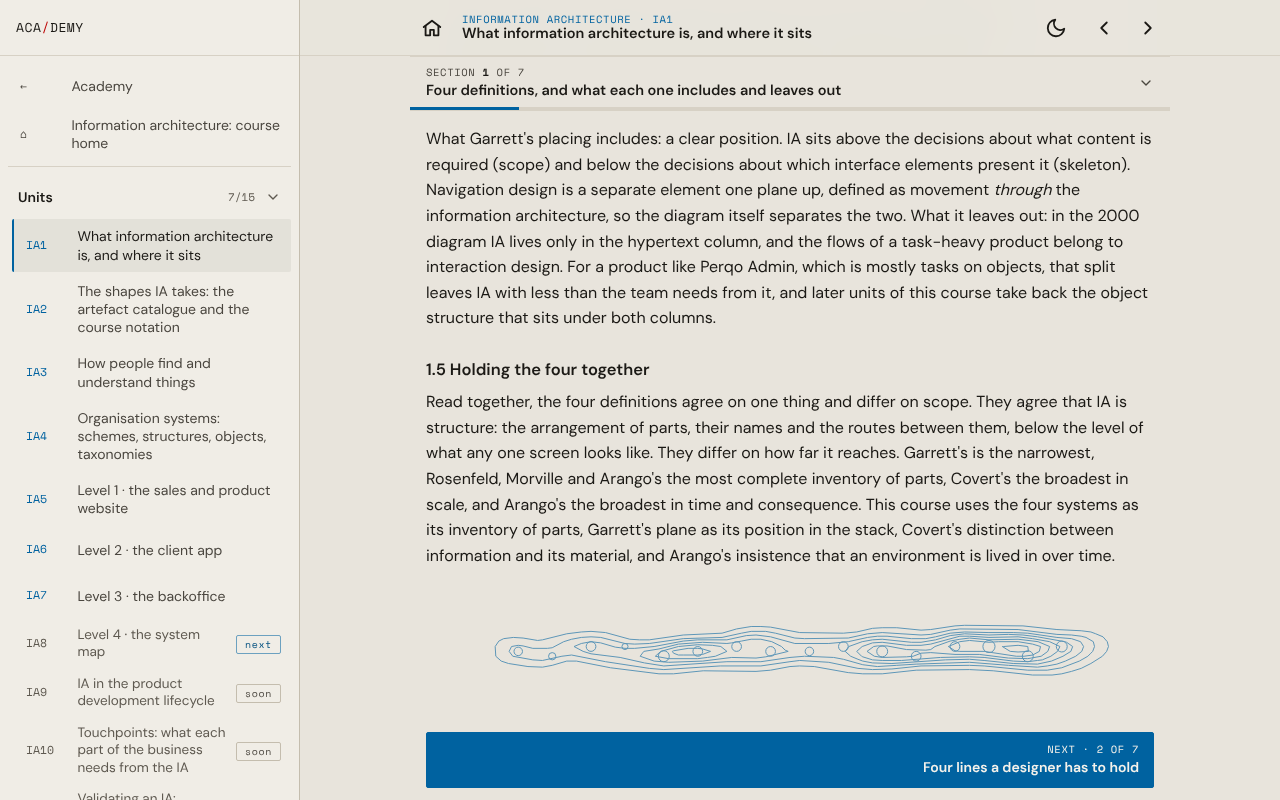 ACA/DEMY
← Academy
⌂ Information architecture: course
home
Units 7/15
IA1 What information architecture
is, and where it sits
IA2 The shapes IA takes: the
artefact catalogue and the
course notation
IA3 How people find and
understand things
IA4 Organisation systems:
schemes, structures, objects,
taxonomies
IA5 Level 1 · the sales and product
website
IA6 Level 2 · the client app
IA7 Level 3 · the backoffice
IA8 Level 4 · the system
map next
IA9 IA in the product
development lifecycle soon
IA10 Touchpoints: what each
part of the business
needs from the IA soon
Validating an IA:
INFORMATION ARCHITECTURE · IA1
What information architecture is, and where it sits
SECTION 1 OF 7
Four definitions, and what each one includes and leaves out
What Garrett's placing includes: a clear position. IA sits above the decisions about what content is
required (scope) and below the decisions about which interface elements present it (skeleton).
Navigation design is a separate element one plane up, defined as movement through the
information architecture, so the diagram itself separates the two. What it leaves out: in the 2000
diagram IA lives only in the hypertext column, and the flows of a task-heavy product belong to
interaction design. For a product like Perqo Admin, which is mostly tasks on objects, that split
leaves IA with less than the team needs from it, and later units of this course take back the object
structure that sits under both columns.
1.5 Holding the four together
Read together, the four definitions agree on one thing and differ on scope. They agree that IA is
structure: the arrangement of parts, their names and the routes between them, below the level of
what any one screen looks like. They differ on how far it reaches. Garrett's is the narrowest,
Rosenfeld, Morville and Arango's the most complete inventory of parts, Covert's the broadest in
scale, and Arango's the broadest in time and consequence. This course uses the four systems as
its inventory of parts, Garrett's plane as its position in the stack, Covert's distinction between
information and its material, and Arango's insistence that an environment is lived in over time.
NEXT · 2 OF 7
Four lines a designer has to hold